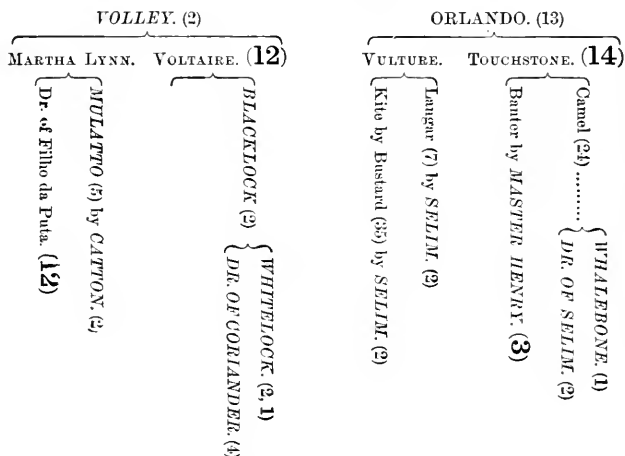 VOLLEY. (2)
MARTHA LYNN. VOLTAIRE. (12)
MULATTO (5) by CATTON. (2)
Dr. of Filho da Puta. (12)
BLACKLOCK (2)
WHITELOCK. (2, 1)
DR. OF CORIANDER. (4)
ORLANDO. (13)
VULTURE. TOUCHSTONE. (14)
Langar (7) by SELIM. (2)
Kite by Bustard (35) by SELIM. (2)
Camel (24) ..........
WHALEBONE. (1)
DR. OF SELIM. (2)
Banter by MASTER HENRY. (3)